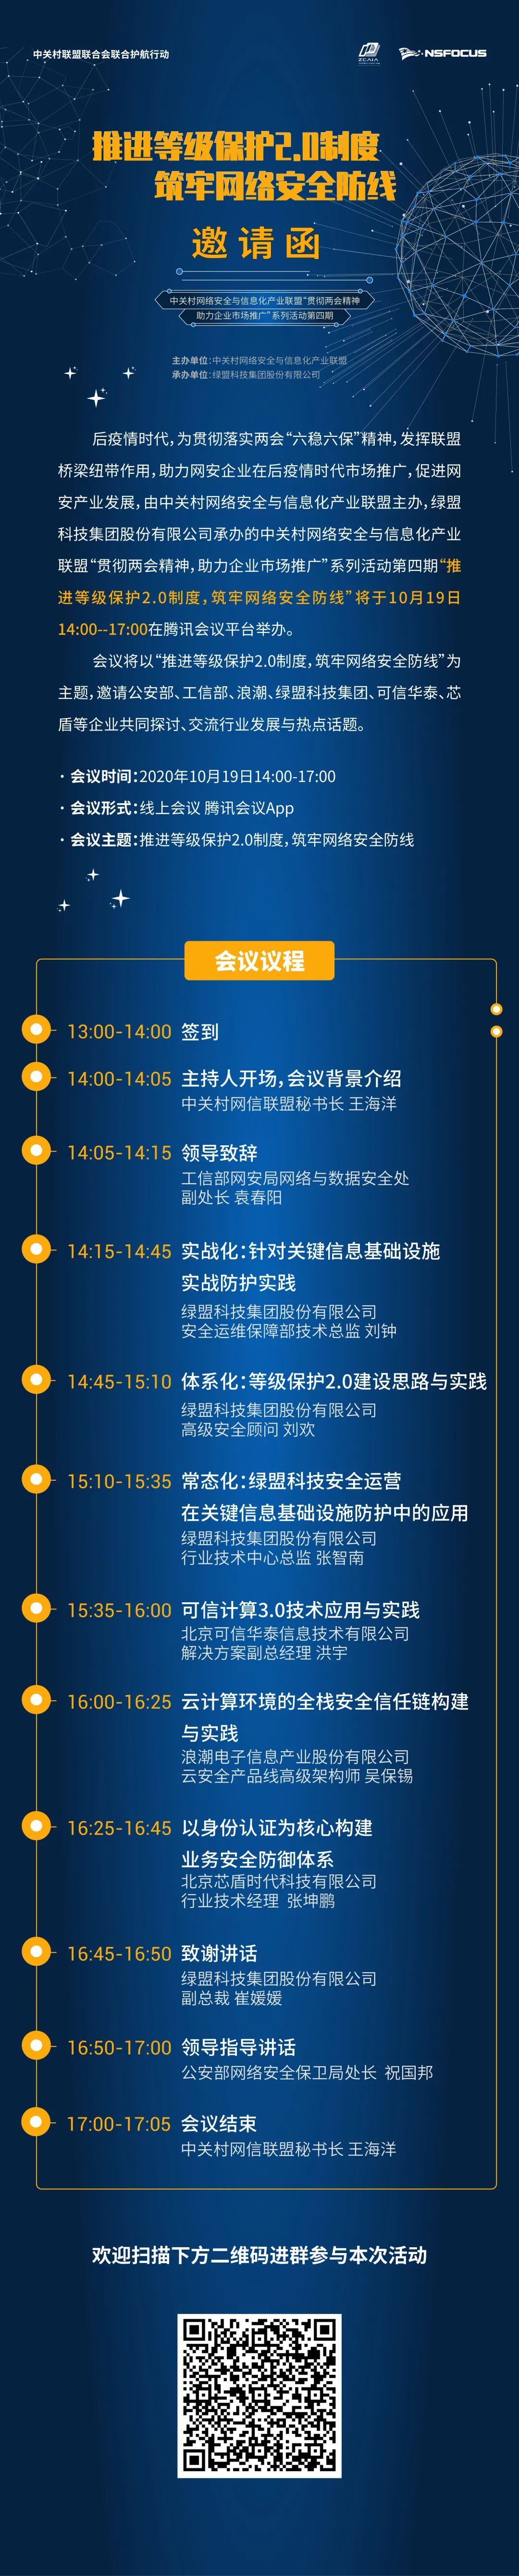 中关村联盟联合会联合护航行动
ZCAIA
NSFOCUS
推进等级保护2.0制度
筑牢网络安全防线
邀请函
中关村网络安全与信息化产业联盟“贯彻两会精神
助力企业市场推广”系列活动第四期
主办单位:中关村网络安全与信息化产业联盟
承办单位:绿盟科技集团股份有限公司
后疫情时代,为贯彻落实两会“六稳六保”精神,发挥联盟
桥梁纽带作用,助力网安企业在后疫情时代市场推广,促进网
安产业发展,由中关村网络安全与信息化产业联盟主办,绿盟
科技集团股份有限公司承办的中关村网络安全与信息化产业
联盟“贯彻两会精神,助力企业市场推广”系列活动第四期“推
进等级保护2.0制度,筑牢网络安全防线”将于10月19日
14:00--17:00在腾讯会议平台举办。
会议将以“推进等级保护2.0制度,筑牢网络安全防线”为
主题,邀请公安部、工信部、浪潮、绿盟科技集团、可信华泰、芯
盾等企业共同探讨、交流行业发展与热点话题。
· 会议时间:2020年10月19日14:00-17:00
· 会议形式:线上会议 腾讯会议App
· 会议主题:推进等级保护2.0制度,筑牢网络安全防线
会议议程
13:00-14:00 签到
14:00-14:05 主持人开场,会议背景介绍
中关村网信联盟秘书长 王海洋
14:05-14:15 领导致辞
工信部网安局网络与数据安全处
副处长 袁春阳
14:15-14:45 实战化:针对关键信息基础设施
实战防护实践
绿盟科技集团股份有限公司
安全运维保障部技术总监 刘钟
14:45-15:10 体系化:等级保护2.0建设思路与实践
绿盟科技集团股份有限公司
高级安全顾问 刘欢
15:10-15:35 常态化:绿盟科技安全运营
在关键信息基础设施防护中的应用
绿盟科技集团股份有限公司
行业技术中心总监 张智南
15:35-16:00 可信计算3.0技术应用与实践
北京可信华泰信息技术有限公司
解决方案副总经理 洪宇
16:00-16:25 云计算环境的全栈安全信任链构建
与实践
浪潮电子信息产业股份有限公司
云安全产品线高级架构师 吴保锡
16:25-16:45 以身份认证为核心构建
业务安全防御体系
北京芯盾时代科技有限公司
行业技术经理 张坤鹏
16:45-16:50 致谢讲话
绿盟科技集团股份有限公司
副总裁 崔媛媛
16:50-17:00 领导指导讲话
公安部网络安全保卫局处长 祝国邦
17:00-17:05 会议结束
中关村网信联盟秘书长 王海洋
欢迎扫描下方二维码进群参与本次活动